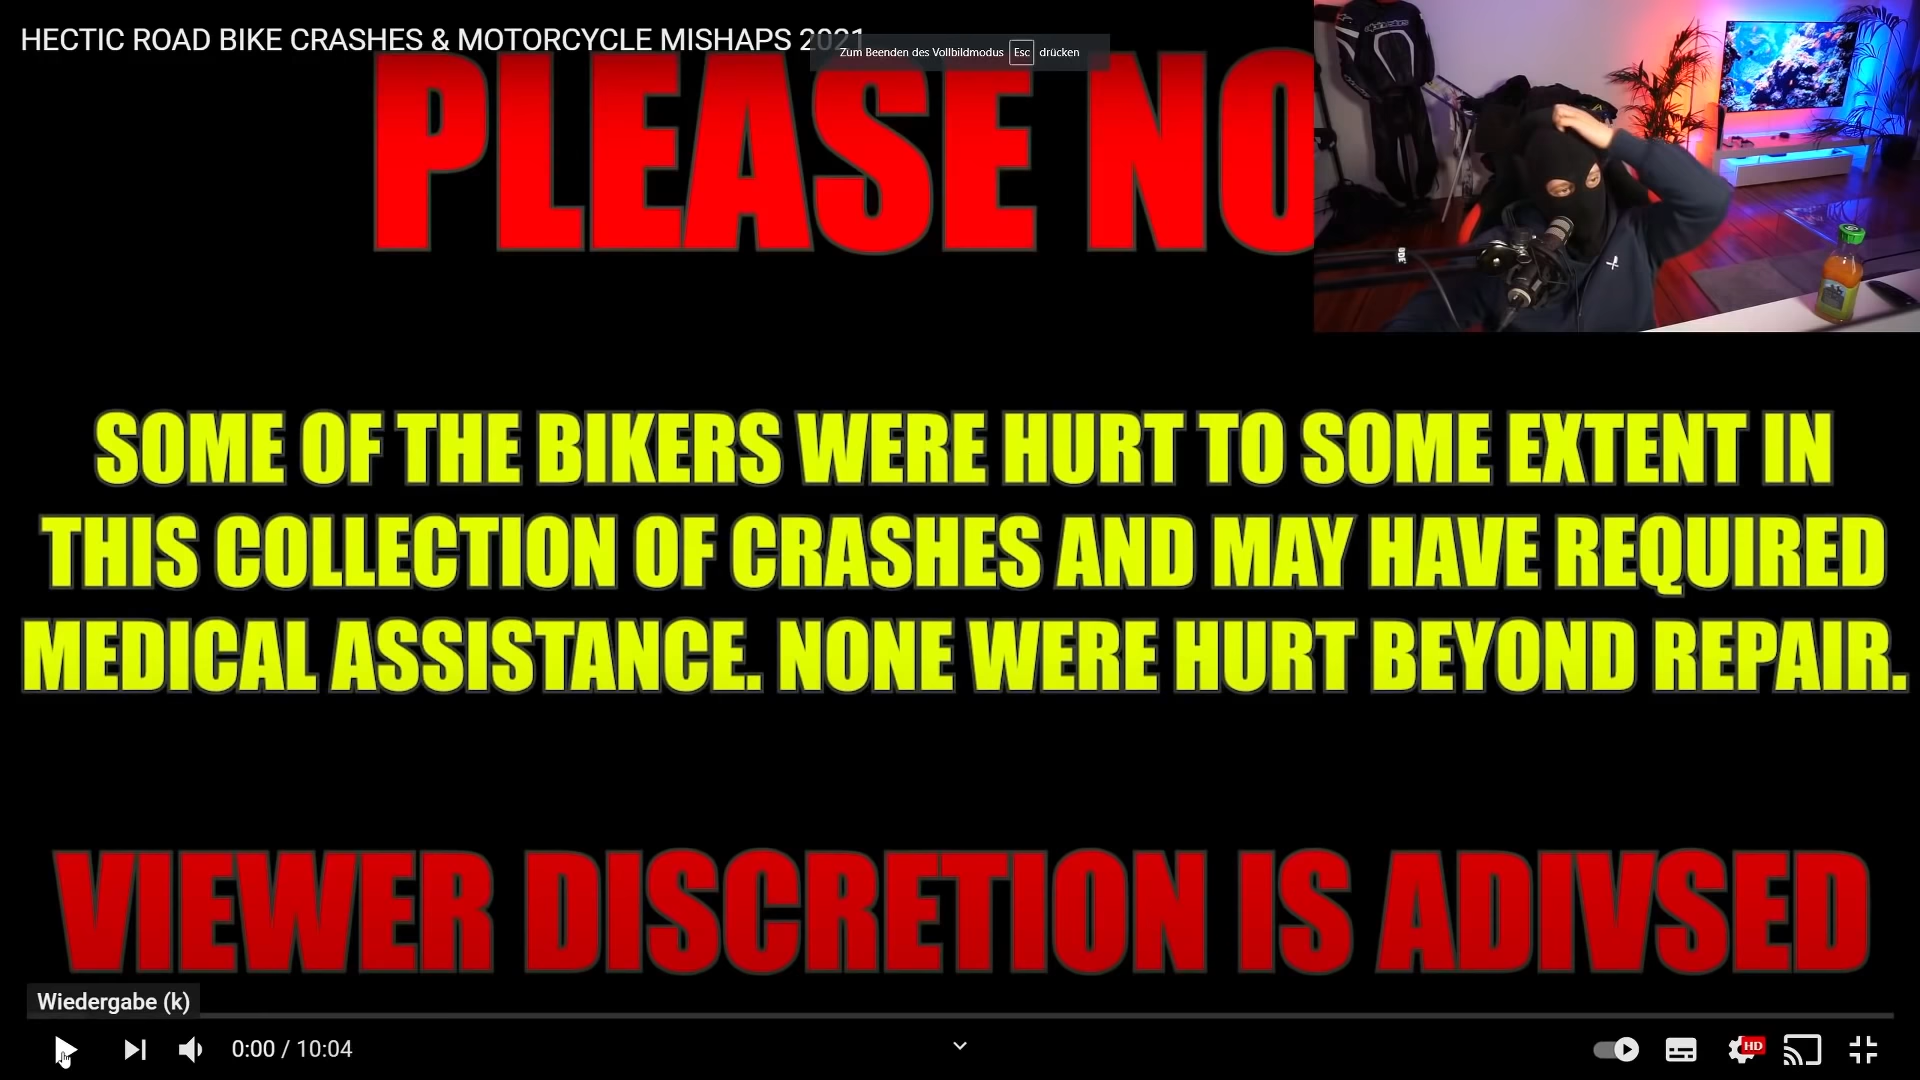 HECTIC ROAD BIKE CRASHES & MOTORCYCLE MISHAPS 2021
Zum Beenden des Vollbildmodus Esc drücken
PLEASE NO
SOME OF THE BIKERS WERE HURT TO SOME EXTENT IN
THIS COLLECTION OF CRASHES AND MAY HAVE REQUIRED
MEDICAL ASSISTANCE. NONE WERE HURT BEYOND REPAIR.
VIEWER DISCRETION IS ADIVSED
Wiedergabe (k)
0:00 / 10:04
HD